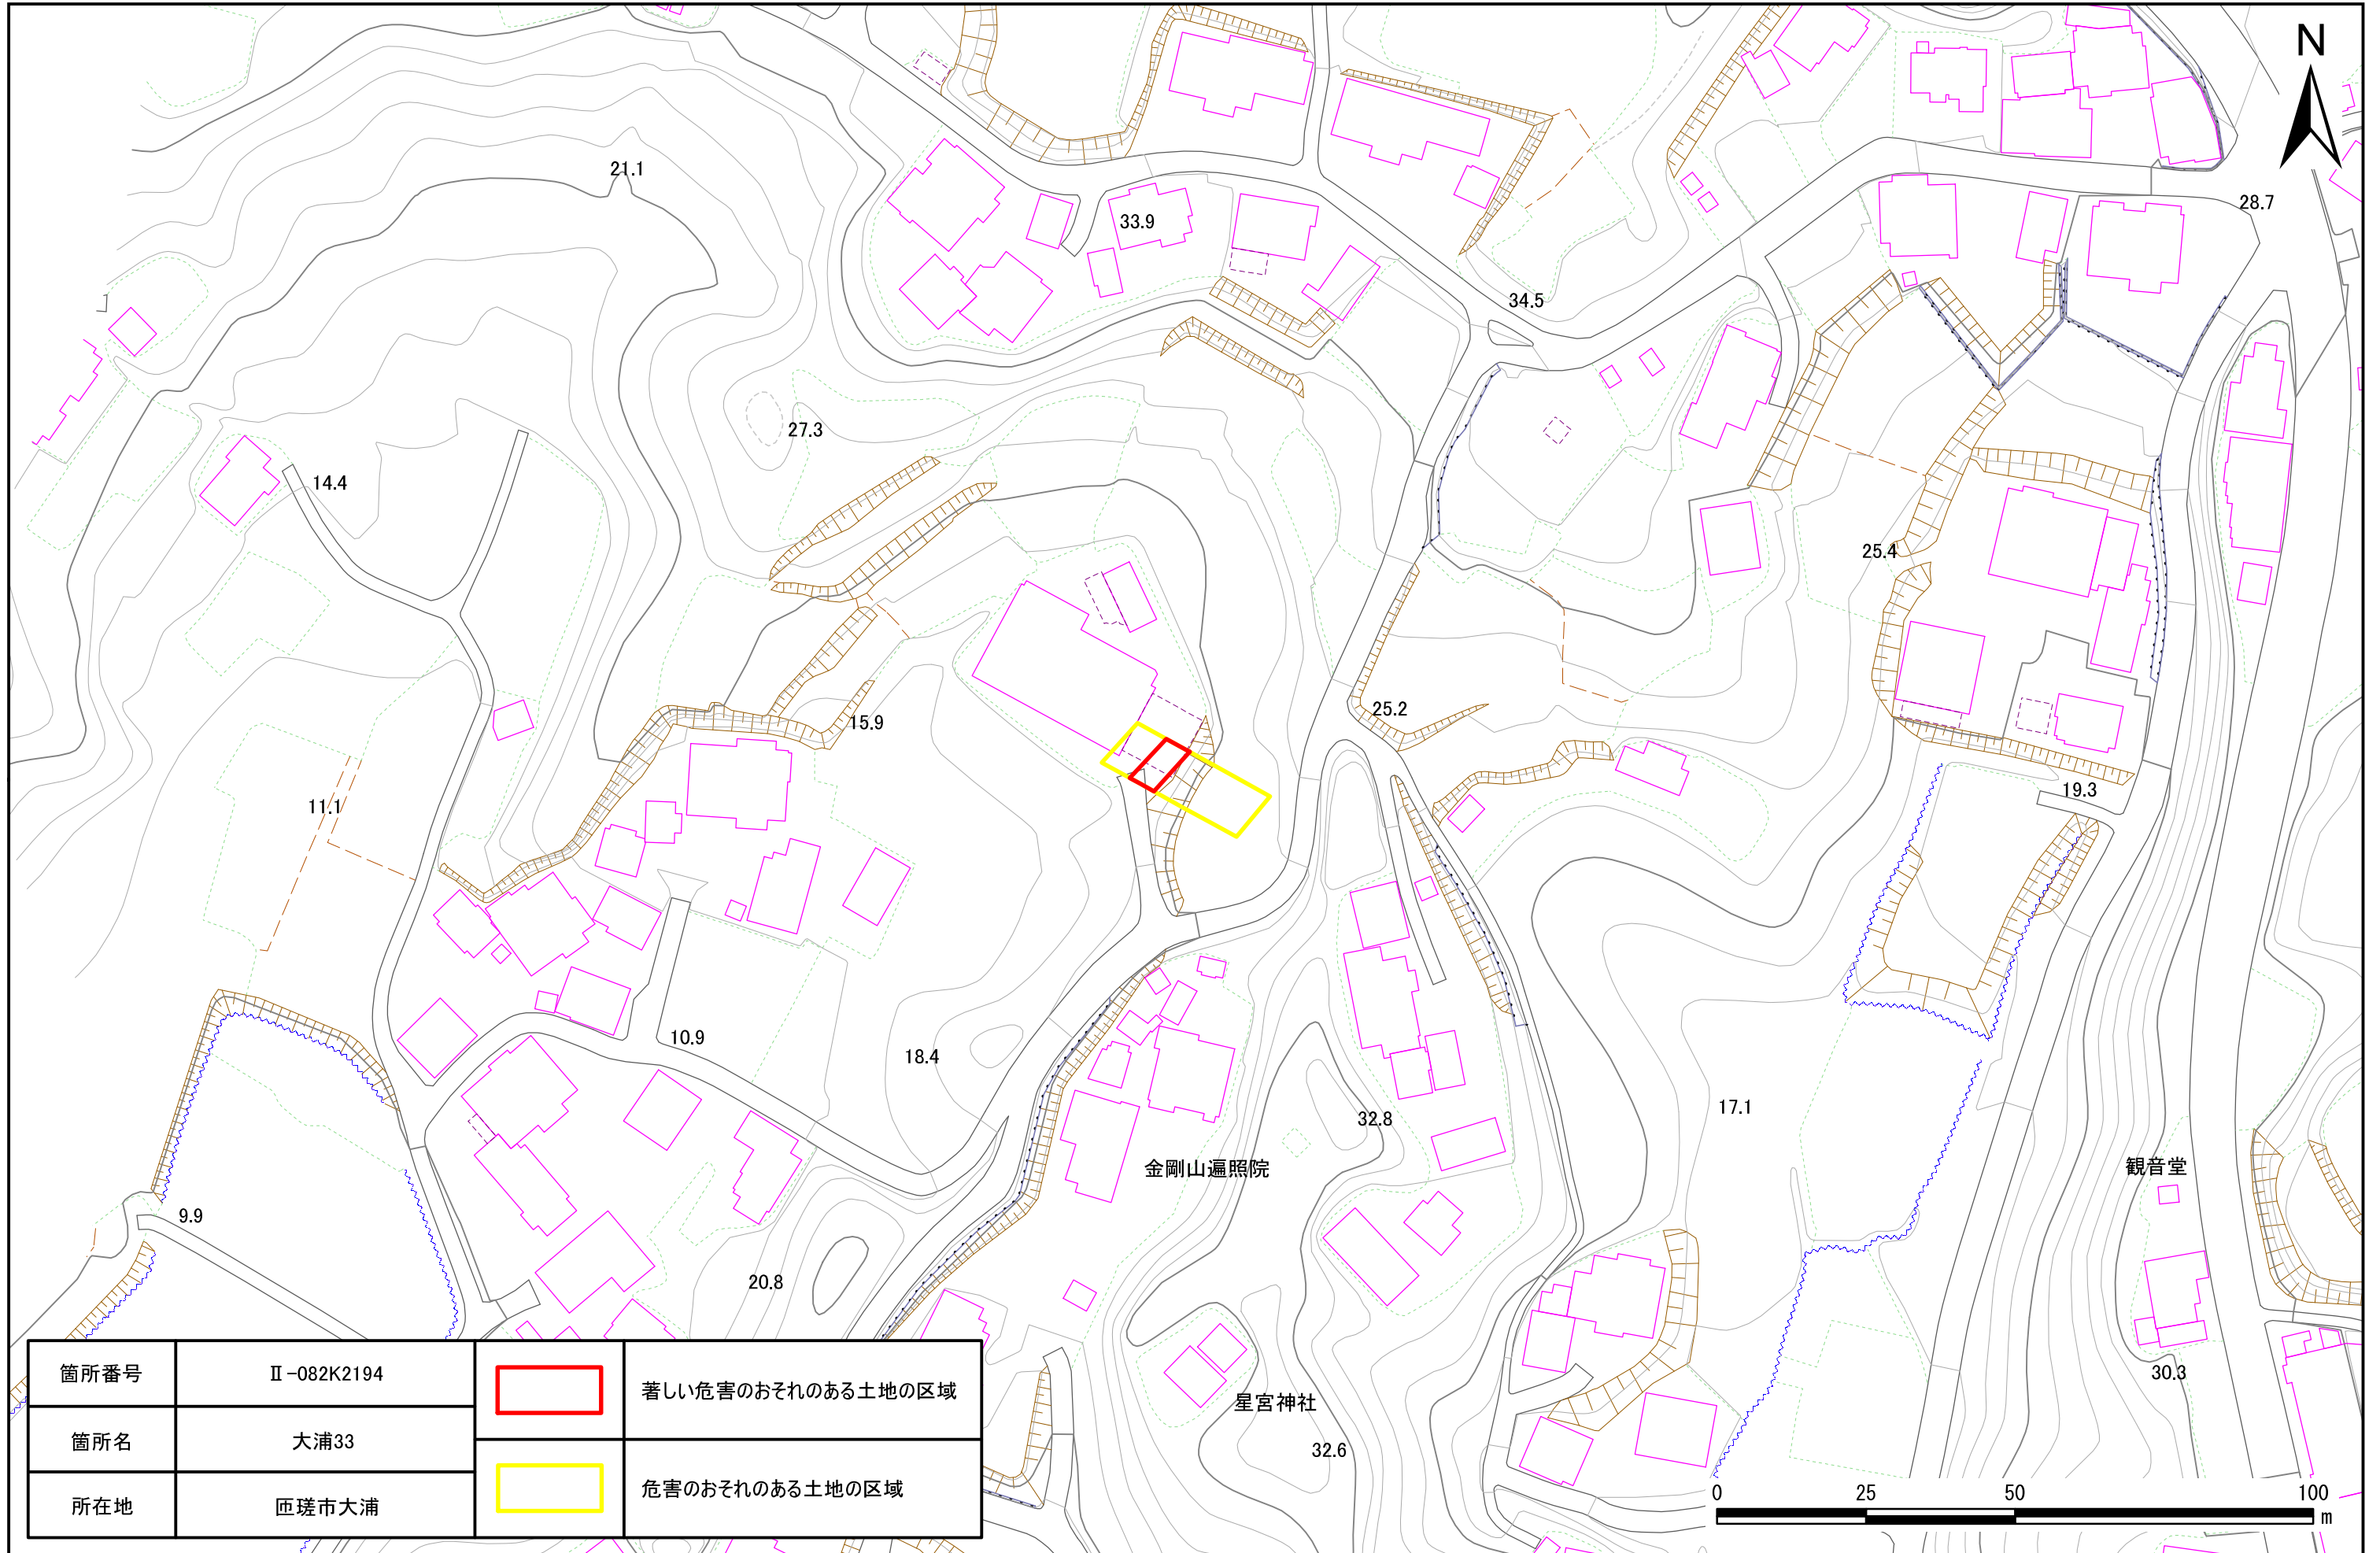 N
21.1
33.9
28.7
34.5
27.3
14.4
25.4
25.2
15.9
19.3
11.1
10.9
18.4
17.1
32.8
金剛山遍照院
観音堂
9.9
20.8
30.3
星宮神社
32.6
箇所番号 Ⅱ-082K2194
箇所名 大浦33
所在地 匝瑳市大浦
著しい危害のおそれのある土地の区域
危害のおそれのある土地の区域
0 25 50 100
m